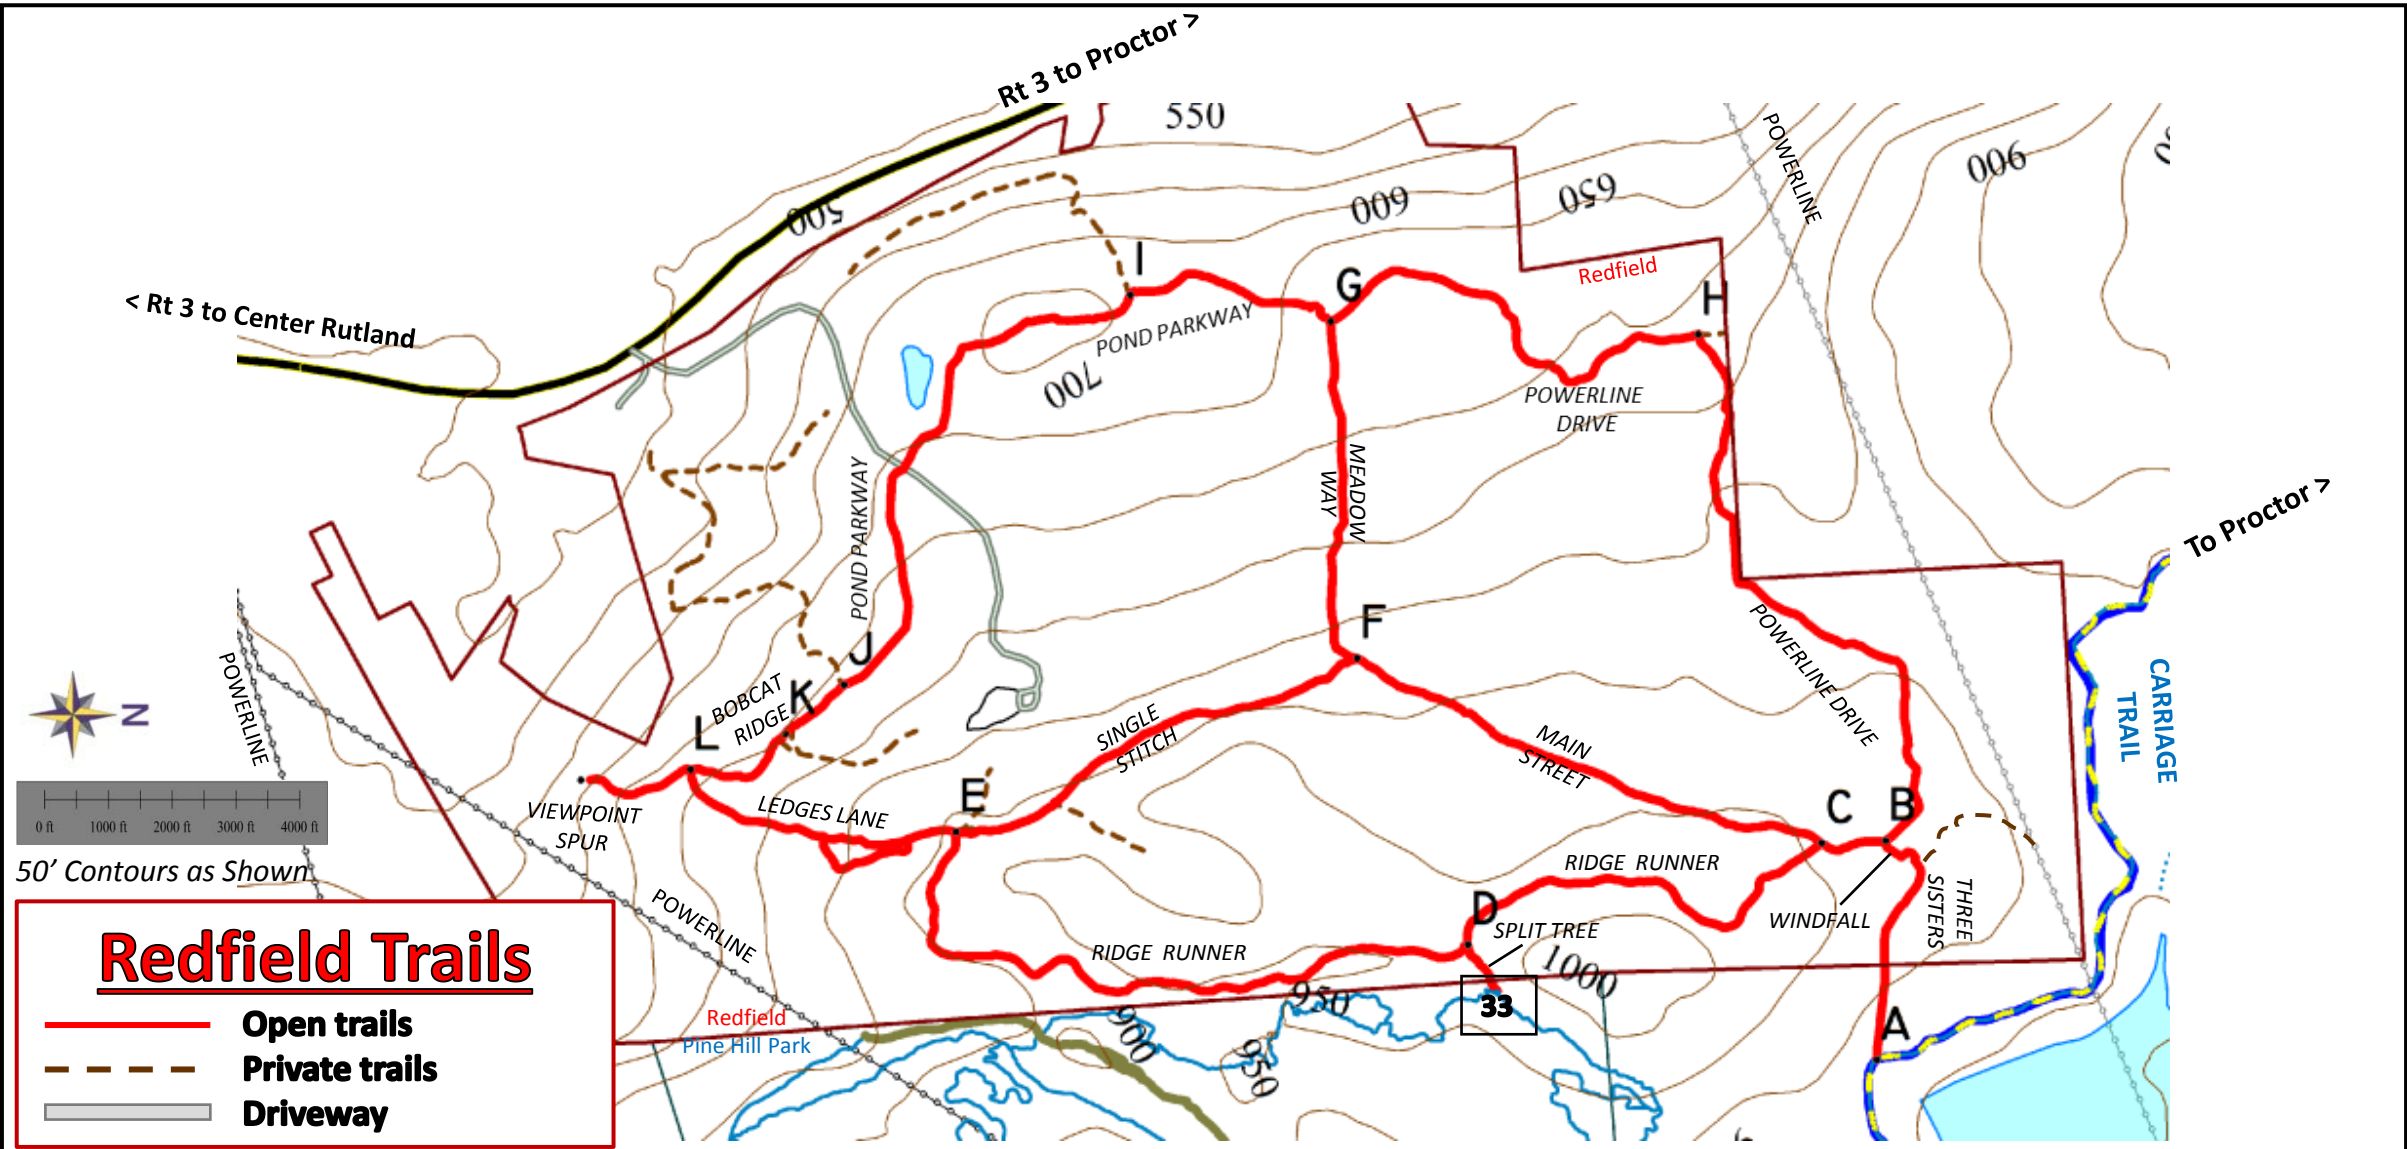 Rt 3 to Proctor >
550
POWERLINE
900
500
600
650
I
G
Redfield
H
< Rt 3 to Center Rutland
POND PARKWAY
700
POWERLINE
DRIVE
POND PARKWAY
MEADOW
WAY
To Proctor >
F
J
POWERLINE DRIVE
CARRIAGE
TRAIL
POWERLINE
N
BOBCAT
RIDGE
K
L
SINGLE
STITCH
MAIN
STREET
E
C
B
VIEWPOINT
SPUR
LEDGES LANE
0 ft 1000 ft 2000 ft 3000 ft 4000 ft
50' Contours as Shown
RIDGE RUNNER
THREE
SISTERS
WINDFALL
D
SPLIT TREE
POWERLINE
RIDGE RUNNER
1000
950
33
A
Redfield
Pine Hill Park
900
950
Redfield Trails
Open trails
Private trails
Driveway